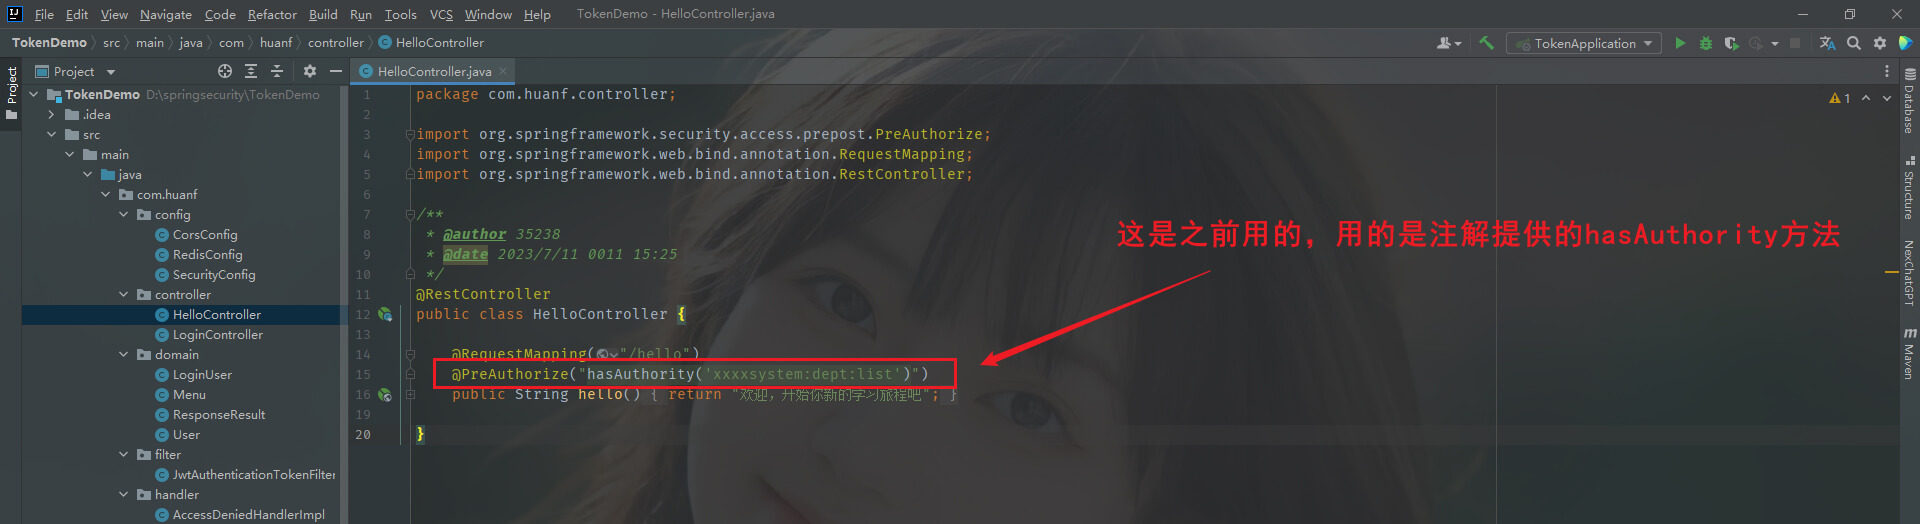 File Edit View Navigate Code Refactor Build Run Tools VCS Window Help TokenDemo - HelloController.java
TokenDemo src main java com huanf controller HelloController TokenApplication
Project
Project
HelloController.java
TokenDemo D:\springsecurity\TokenDemo
.idea
src
main
java
com.huanf
config
CorsConfig
RedisConfig
SecurityConfig
controller
HelloController
LoginController
domain
LoginUser
Menu
ResponseResult
User
filter
JwtAuthenticationTokenFilter
handler
AccessDeniedHandlerImpl
1 package com.huanf.controller;
2
3 import org.springframework.security.access.prepost.PreAuthorize;
4 import org.springframework.web.bind.annotation.RequestMapping;
5 import org.springframework.web.bind.annotation.RestController;
6
7 /**
8 * @author 35238
9 * @date 2023/7/11 0011 15:25
10 */
11 @RestController
12 public class HelloController {
13
14 @RequestMapping("/hello")
15 @PreAuthorize("hasAuthority('xxxxsystem:dept:list')")
16 public String hello() { return "欢迎，开始你新的学习旅程吧"; }
19
20 }
这是之前用的，用的是注解提供的hasAuthority方法
1
Database
Structure
NexChatGPT
Maven